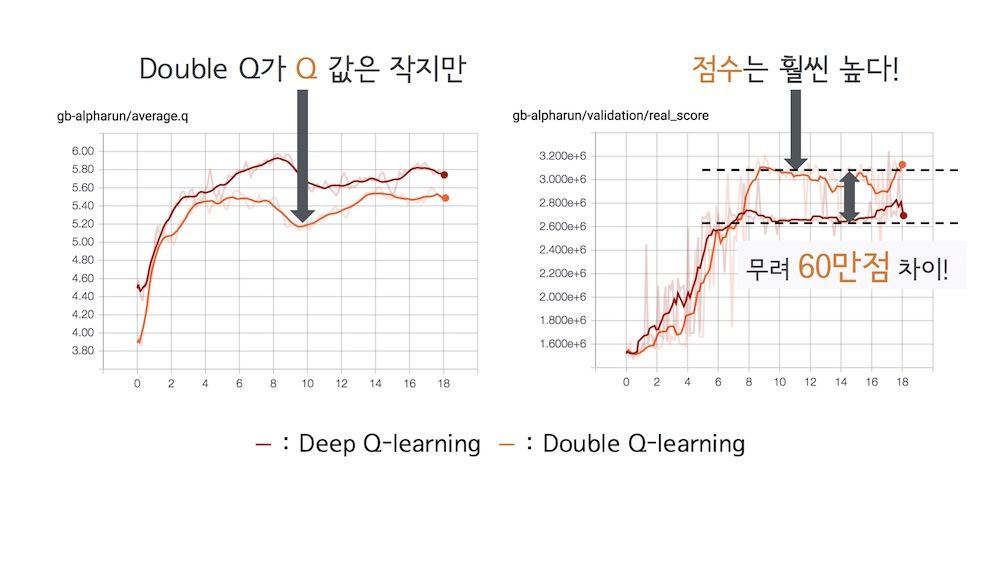 Double Q가 Q 값은 작지만
점수는 훨씬 높다!
gb-alpharun/average.q
6.00
5.80
5.60
5.40
5.20
5.00
4.80
4.60
4.40
4.20
4.00
3.80
0 2 4 6 8 10 12 14 16 18
gb-alpharun/validation/real_score
3.200e+6
3.000e+6
2.800e+6
2.600e+6
2.400e+6
2.200e+6
2.000e+6
1.800e+6
1.600e+6
0 2 4 6 8 10 12 14 16 18
무려 60만점 차이!
— : Deep Q-learning — : Double Q-learning